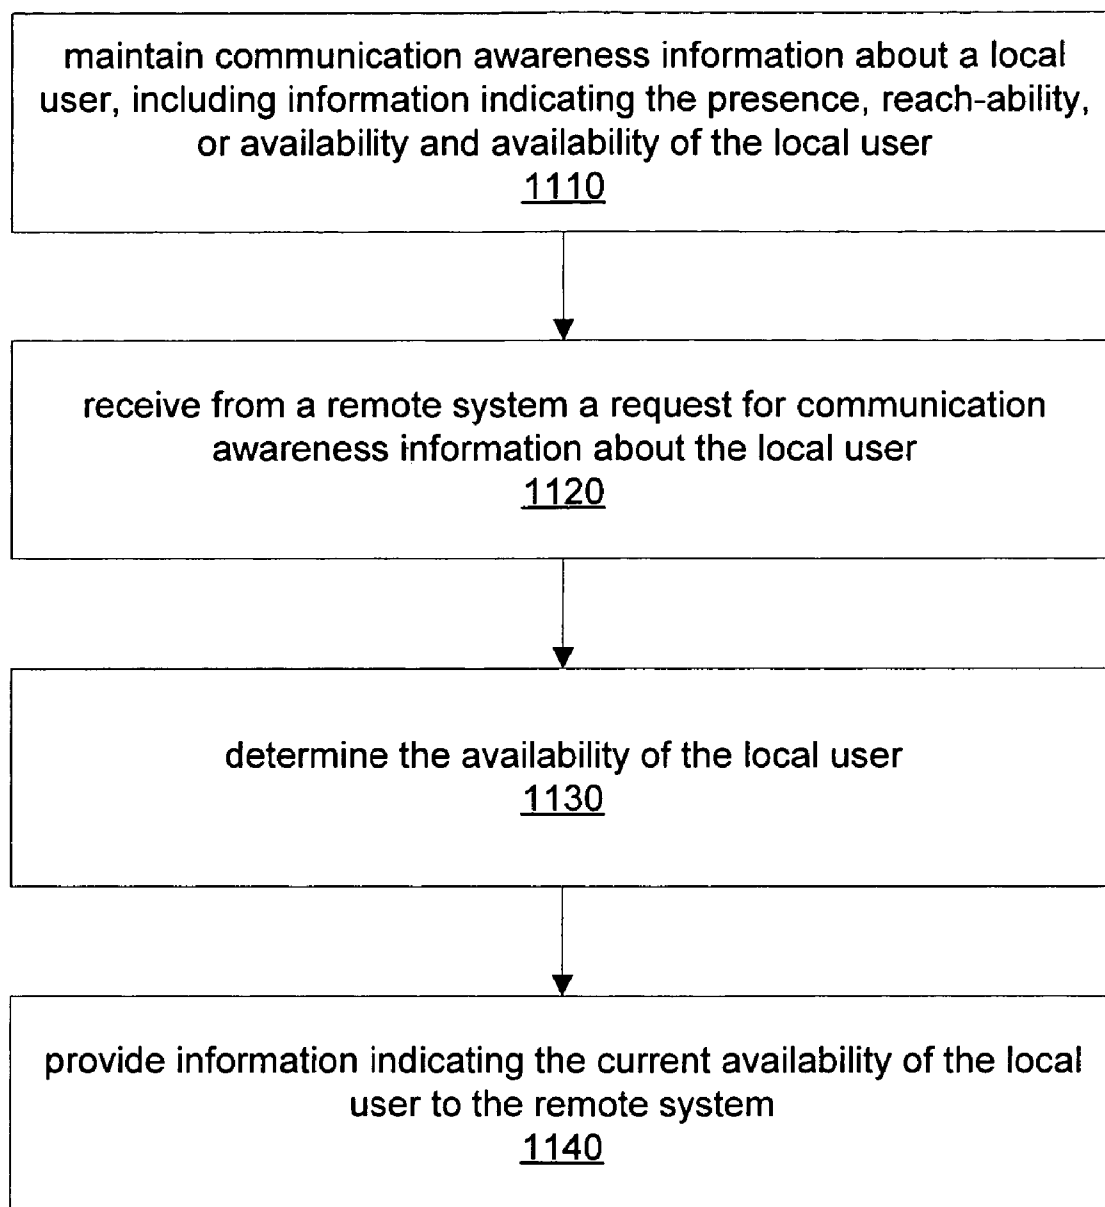 maintain communication awareness information about a local
user, including information indicating the presence, reach-ability,
or availability and availability of the local user
1110
receive from a remote system a request for communication
awareness information about the local user
1120
determine the availability of the local user
1130
provide information indicating the current availability of the local
user to the remote system
1140